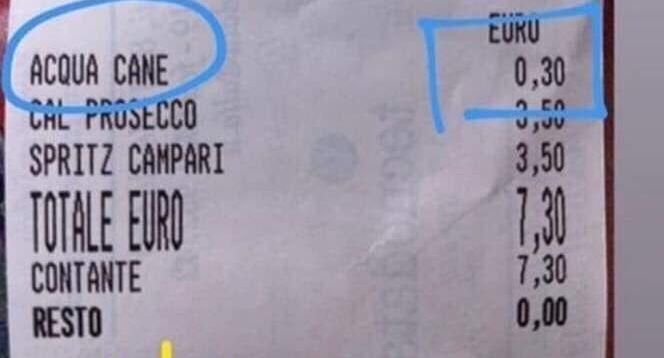 EURO
ACQUA CANE 0,30
CAL PROSECCO 3,50
SPRITZ CAMPARI 3,50
TOTALE EURO 7,30
CONTANTE 7,30
RESTO 0,00